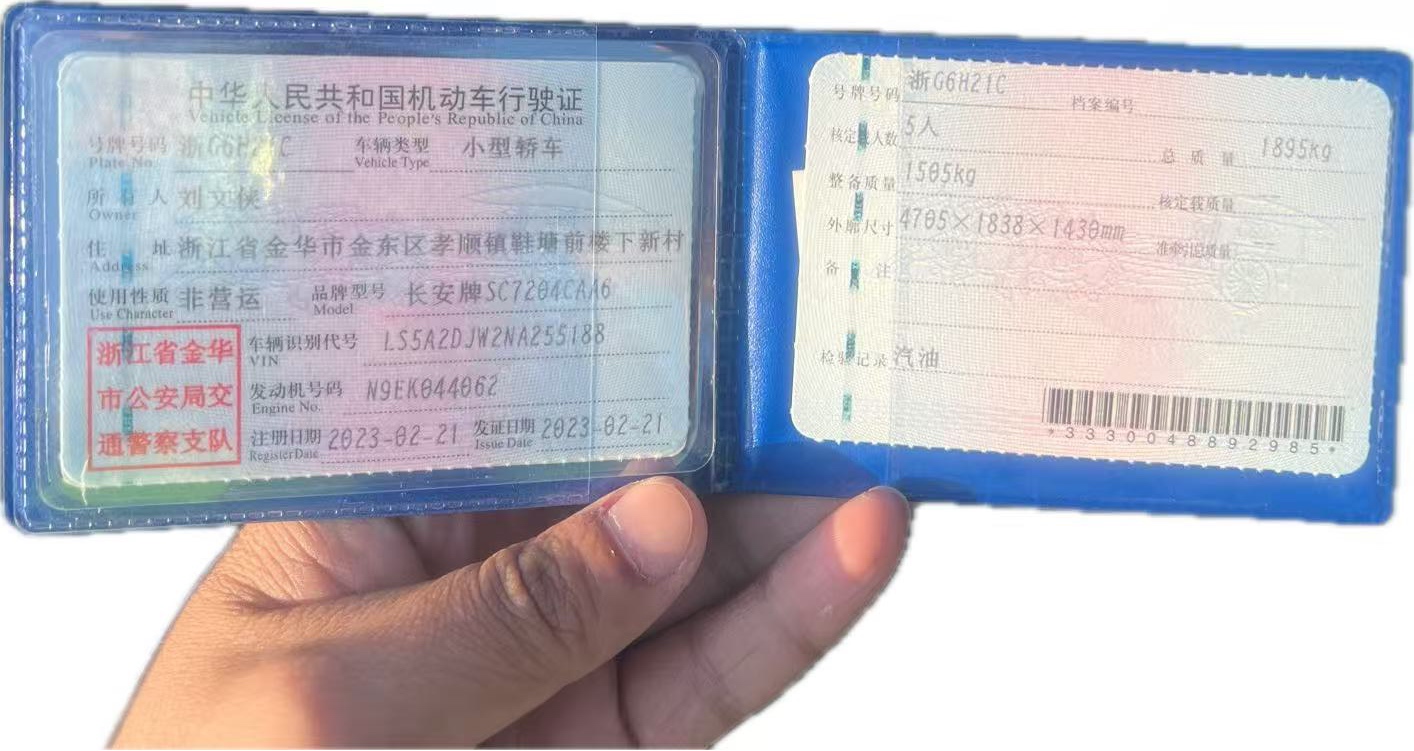 中华人民共和国机动车行驶证
Vehicle License of the People's Republic of China
号牌号码 浙G6H21C 车辆类型 小型轿车
Plate No. Vehicle Type
所有人 刘文侠
Owner
住址 浙江省金华市金东区孝顺镇鞋塘前楼下新村
Address
使用性质 非营运 品牌型号 长安牌SC7204CAA6
Use Character Model
浙江省金华
市公安局交
通警察支队
车辆识别代号 LS5A2DJW2NA255188
VIN
发动机号码 N9EK044062
Engine No.
注册日期 2023-02-21 发证日期 2023-02-21
Register Date Issue Date
号牌号码 浙G6H21C 档案编号
核定载人数 5人 总质量 1895kg
整备质量 1505kg 核定载质量 --
外廓尺寸 4705×1838×1430mm 准牵引总质量 --
备注
检验记录 汽油
*3330048892985*